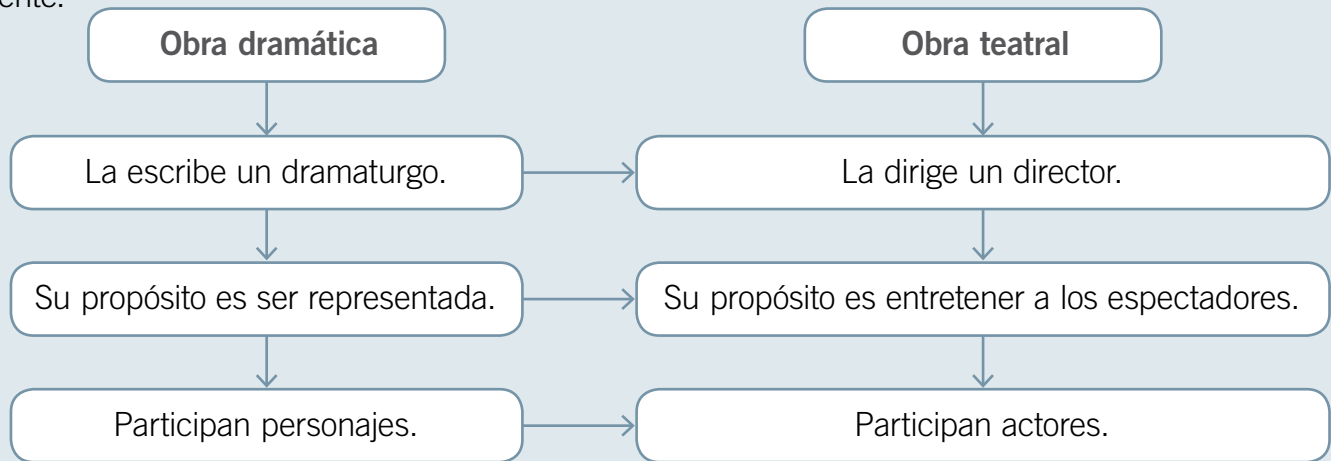 Obra dramática
Obra teatral
La escribe un dramaturgo.
La dirige un director.
Su propósito es ser representada.
Su propósito es entretener a los espectadores.
Participan personajes.
Participan actores.